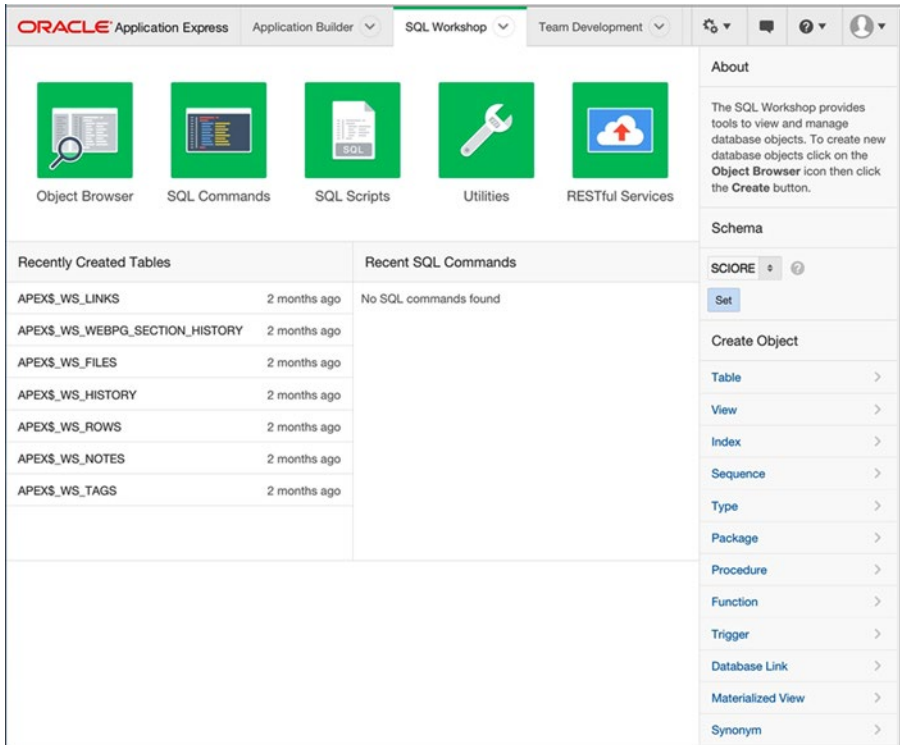 ORACLE Application Express
Application Builder
SQL Workshop
Team Development
SQL
Object Browser
SQL Commands
SQL Scripts
Utilities
RESTful Services
Recently Created Tables
APEX$_WS_LINKS 2 months ago
APEX$_WS_WEBPG_SECTION_HISTORY 2 months ago
APEX$_WS_FILES 2 months ago
APEX$_WS_HISTORY 2 months ago
APEX$_WS_ROWS 2 months ago
APEX$_WS_NOTES 2 months ago
APEX$_WS_TAGS 2 months ago
Recent SQL Commands
No SQL commands found
About
The SQL Workshop provides
tools to view and manage
database objects. To create new
database objects click on the
Object Browser icon then click
the Create button.
Schema
SCIORE
Set
Create Object
Table
View
Index
Sequence
Type
Package
Procedure
Function
Trigger
Database Link
Materialized View
Synonym